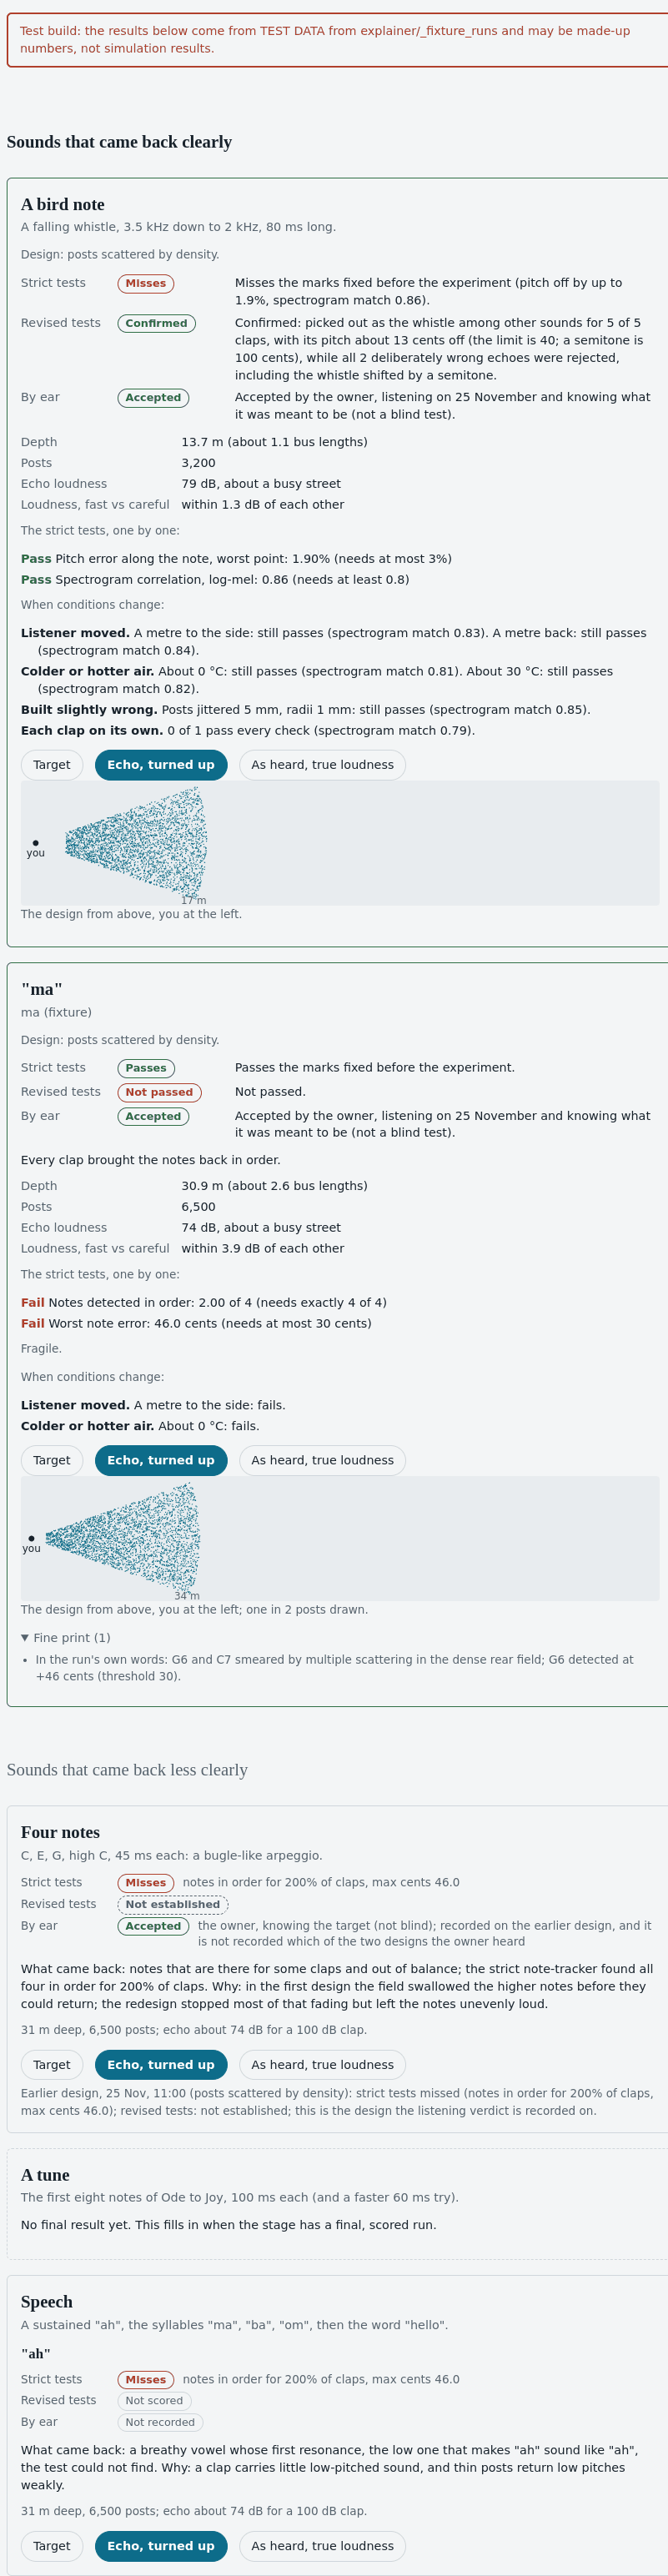 Test build: the results below come from TEST DATA from explainer/_fixture_runs and may be made-up
numbers, not simulation results.
Sounds that came back clearly
A bird note
A falling whistle, 3.5 kHz down to 2 kHz, 80 ms long.
Design: posts scattered by density.
Strict tests Misses Misses the marks fixed before the experiment (pitch off by up to
1.9%, spectrogram match 0.86).
Revised tests Confirmed Confirmed: picked out as the whistle among other sounds for 5 of 5
claps, with its pitch about 13 cents off (the limit is 40; a semitone is
100 cents), while all 2 deliberately wrong echoes were rejected,
including the whistle shifted by a semitone.
By ear Accepted Accepted by the owner, listening on 25 November and knowing what
it was meant to be (not a blind test).
Depth 13.7 m (about 1.1 bus lengths)
Posts 3,200
Echo loudness 79 dB, about a busy street
Loudness, fast vs careful within 1.3 dB of each other
The strict tests, one by one:
Pass Pitch error along the note, worst point: 1.90% (needs at most 3%)
Pass Spectrogram correlation, log-mel: 0.86 (needs at least 0.8)
When conditions change:
Listener moved. A metre to the side: still passes (spectrogram match 0.83). A metre back: still passes
(spectrogram match 0.84).
Colder or hotter air. About 0 °C: still passes (spectrogram match 0.81). About 30 °C: still passes
(spectrogram match 0.82).
Built slightly wrong. Posts jittered 5 mm, radii 1 mm: still passes (spectrogram match 0.85).
Each clap on its own. 0 of 1 pass every check (spectrogram match 0.79).
Target Echo, turned up As heard, true loudness
you
17 m
The design from above, you at the left.
"ma"
ma (fixture)
Design: posts scattered by density.
Strict tests Passes Passes the marks fixed before the experiment.
Revised tests Not passed Not passed.
By ear Accepted Accepted by the owner, listening on 25 November and knowing what
it was meant to be (not a blind test).
Every clap brought the notes back in order.
Depth 30.9 m (about 2.6 bus lengths)
Posts 6,500
Echo loudness 74 dB, about a busy street
Loudness, fast vs careful within 3.9 dB of each other
The strict tests, one by one:
Fail Notes detected in order: 2.00 of 4 (needs exactly 4 of 4)
Fail Worst note error: 46.0 cents (needs at most 30 cents)
Fragile.
When conditions change:
Listener moved. A metre to the side: fails.
Colder or hotter air. About 0 °C: fails.
Target Echo, turned up As heard, true loudness
you
34 m
The design from above, you at the left; one in 2 posts drawn.
▼ Fine print (1)
• In the run's own words: G6 and C7 smeared by multiple scattering in the dense rear field; G6 detected at
+46 cents (threshold 30).
Sounds that came back less clearly
Four notes
C, E, G, high C, 45 ms each: a bugle-like arpeggio.
Strict tests Misses notes in order for 200% of claps, max cents 46.0
Revised tests Not established
By ear Accepted the owner, knowing the target (not blind); recorded on the earlier design, and it
is not recorded which of the two designs the owner heard
What came back: notes that are there for some claps and out of balance; the strict note-tracker found all
four in order for 200% of claps. Why: in the first design the field swallowed the higher notes before they
could return; the redesign stopped most of that fading but left the notes unevenly loud.
31 m deep, 6,500 posts; echo about 74 dB for a 100 dB clap.
Target Echo, turned up As heard, true loudness
Earlier design, 25 Nov, 11:00 (posts scattered by density): strict tests missed (notes in order for 200% of claps,
max cents 46.0); revised tests: not established; this is the design the listening verdict is recorded on.
A tune
The first eight notes of Ode to Joy, 100 ms each (and a faster 60 ms try).
No final result yet. This fills in when the stage has a final, scored run.
Speech
A sustained "ah", the syllables "ma", "ba", "om", then the word "hello".
"ah"
Strict tests Misses notes in order for 200% of claps, max cents 46.0
Revised tests Not scored
By ear Not recorded
What came back: a breathy vowel whose first resonance, the low one that makes "ah" sound like "ah",
the test could not find. Why: a clap carries little low-pitched sound, and thin posts return low pitches
weakly.
31 m deep, 6,500 posts; echo about 74 dB for a 100 dB clap.
Target Echo, turned up As heard, true loudness